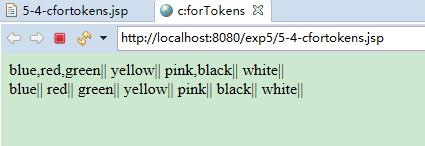 5-4-cfortokens.jsp c:forTokens
http://localhost:8080/exp5/5-4-cfortokens.jsp
blue,red,green|| yellow|| pink,black|| white||
blue|| red|| green|| yellow|| pink|| black|| white||